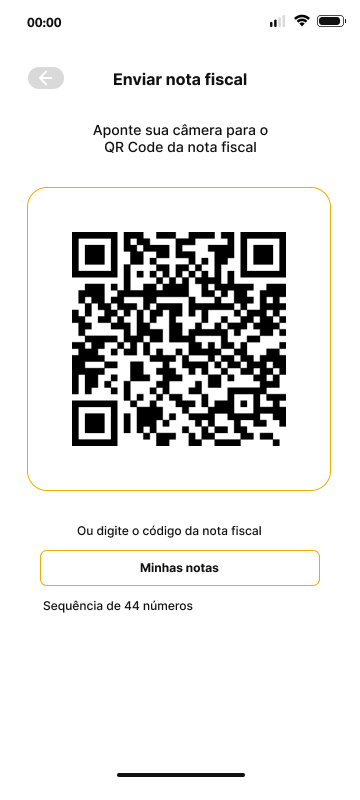 00:00
Enviar nota fiscal
Aponte sua câmera para o
QR Code da nota fiscal
Ou digite o código da nota fiscal
Minhas notas
Sequência de 44 números